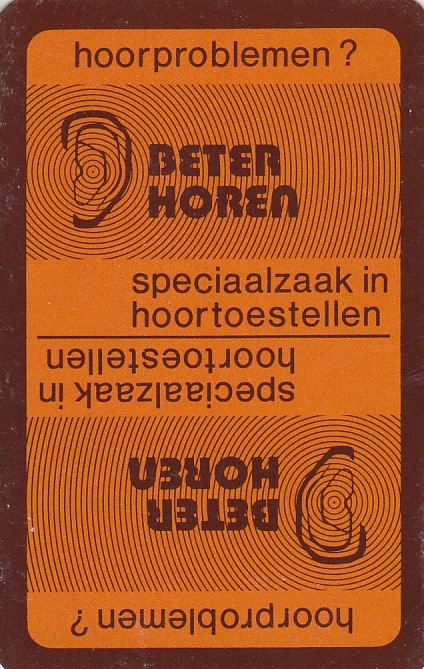 hoorproblemen ?
BETER
HOREN
speciaalzaak in
hoortoestellen
speciaalzaak in
hoortoestellen
BETER
HOREN
hoorproblemen ?